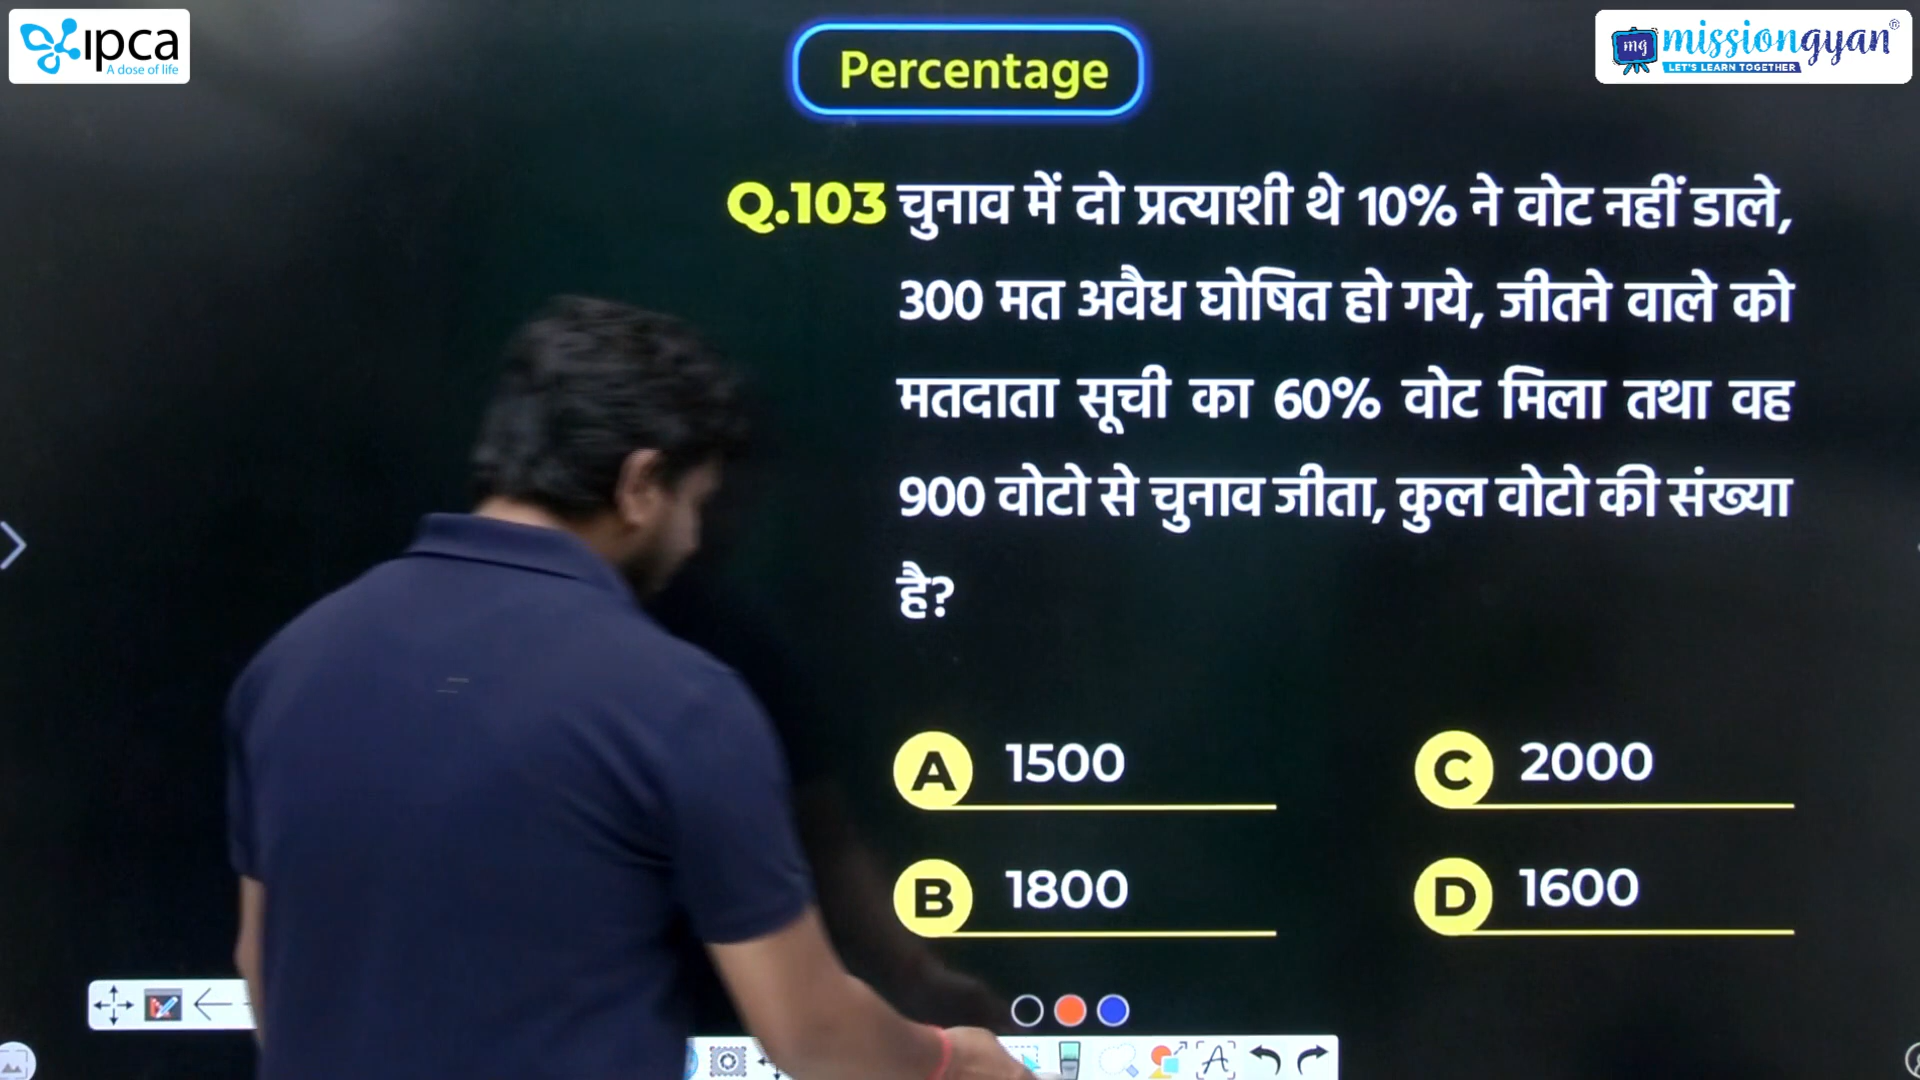 ipca
A dose of life
Percentage
missiongyan®
LET'S LEARN TOGETHER
Q.103 चुनाव में दो प्रत्याशी थे 10% ने वोट नहीं डाले,
300 मत अवैध घोषित हो गये, जीतने वाले को
मतदाता सूची का 60% वोट मिला तथा वह
900 वोटो से चुनाव जीता, कुल वोटो की संख्या
है?
A 1500
C 2000
B 1800
D 1600